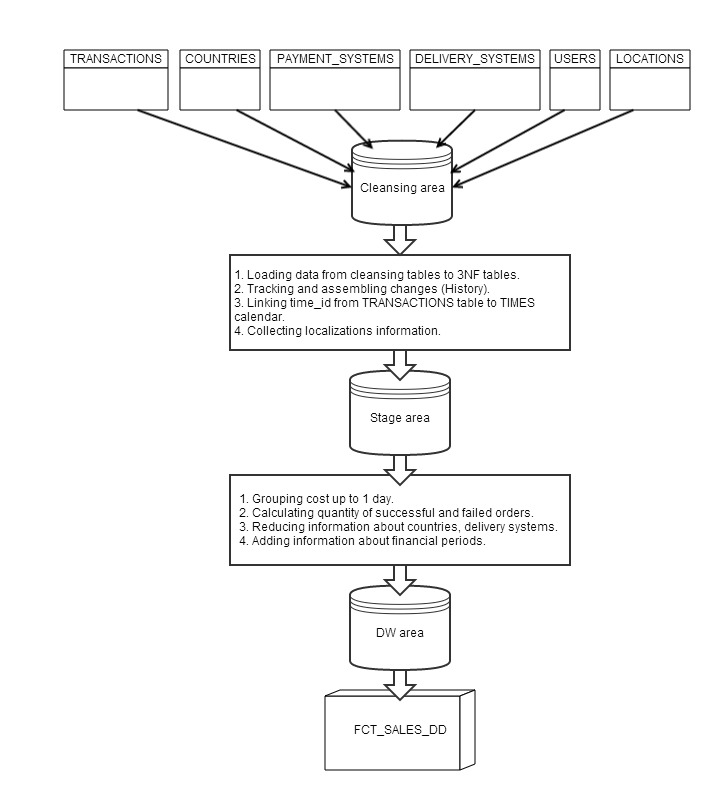 TRANSACTIONS
COUNTRIES
PAYMENT_SYSTEMS
DELIVERY_SYSTEMS
USERS
LOCATIONS
Cleansing area
1. Loading data from cleansing tables to 3NF tables.
2. Tracking and assembling changes (History).
3. Linking time_id from TRANSACTIONS table to TIMES
calendar.
4. Collecting localizations information.
Stage area
1. Grouping cost up to 1 day.
2. Calculating quantity of successful and failed orders.
3. Reducing information about countries, delivery systems.
4. Adding information about financial periods.
DW area
FCT_SALES_DD